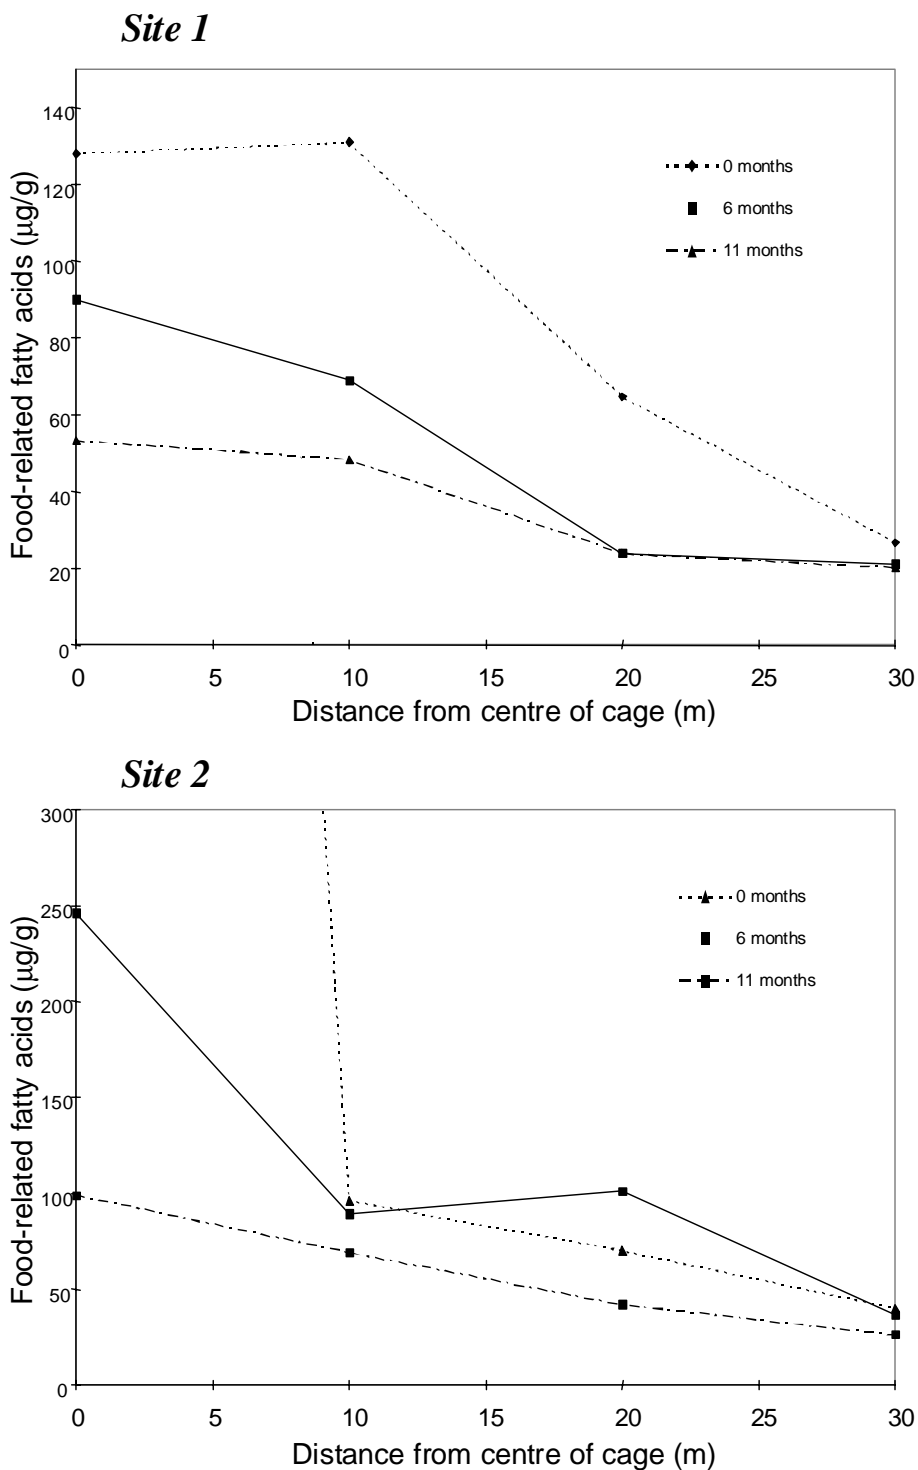 Site 1
Food-related fatty acids (µg/g)
140
120
100
80
60
40
20
0
0 months
6 months
11 months
0 5 10 15 20 25 30
Distance from centre of cage (m)
Site 2
Food-related fatty acids (µg/g)
300
250
200
150
100
50
0
0 months
6 months
11 months
0 5 10 15 20 25 30
Distance from centre of cage (m)